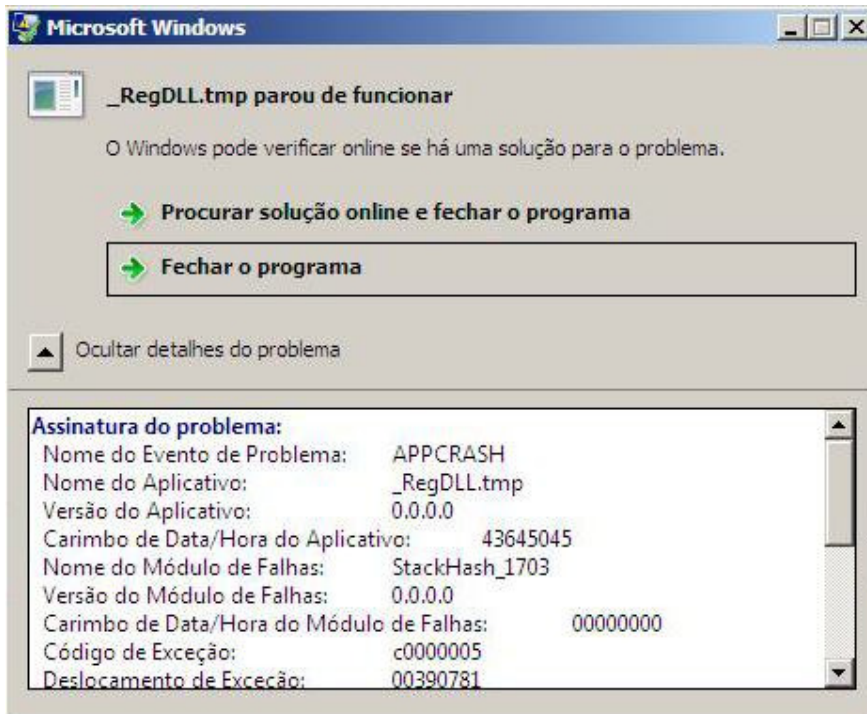 Microsoft Windows
_RegDLL.tmp parou de funcionar
O Windows pode verificar online se há uma solução para o problema.
Procurar solução online e fechar o programa
Fechar o programa
Ocultar detalhes do problema
Assinatura do problema:
Nome do Evento de Problema: APPCRASH
Nome do Aplicativo: _RegDLL.tmp
Versão do Aplicativo: 0.0.0.0
Carimbo de Data/Hora do Aplicativo: 43645045
Nome do Módulo de Falhas: StackHash_1703
Versão do Módulo de Falhas: 0.0.0.0
Carimbo de Data/Hora do Módulo de Falhas: 00000000
Código de Exceção: c0000005
Deslocamento de Exceção: 00390781